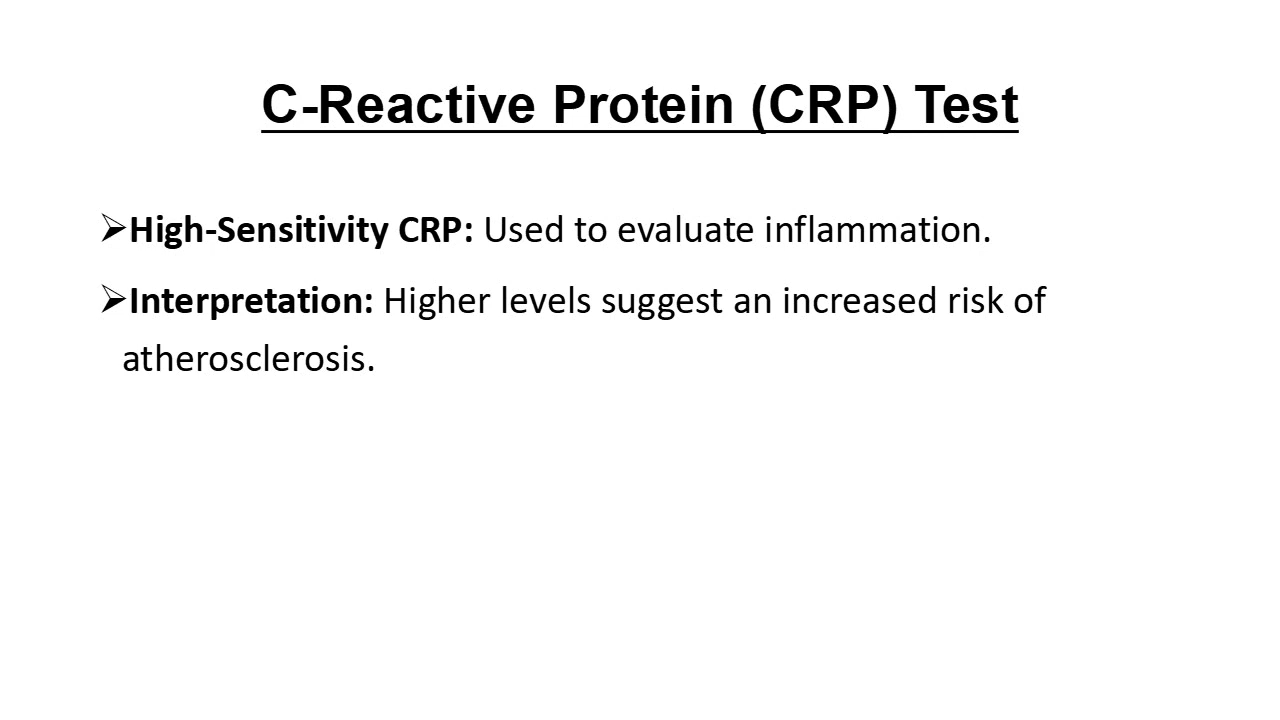 C-Reactive Protein (CRP) Test
➢High-Sensitivity CRP: Used to evaluate inflammation.
➢Interpretation: Higher levels suggest an increased risk of
atherosclerosis.